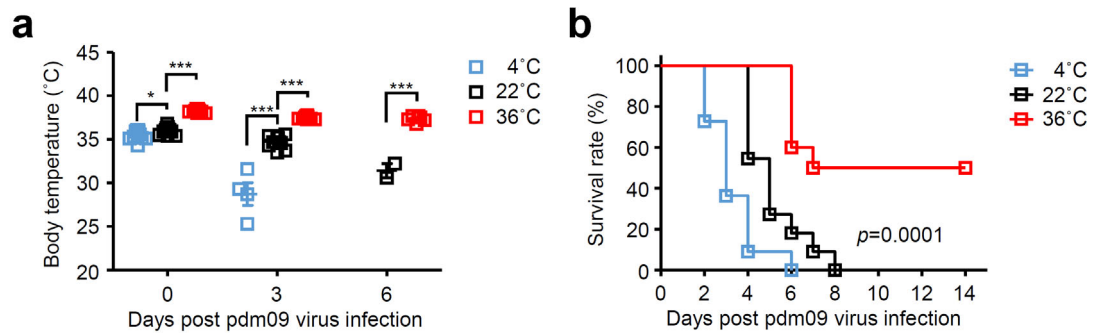 a
Body temperature (˚C)
45
40
35
30
25
20
*
***
***
***
***
0
3
6
Days post pdm09 virus infection
4˚C
22˚C
36˚C
b
Survival rate (%)
100
80
60
40
20
0
0
2
4
6
8
10
12
14
p=0.0001
Days post pdm09 virus infection
4˚C
22˚C
36˚C